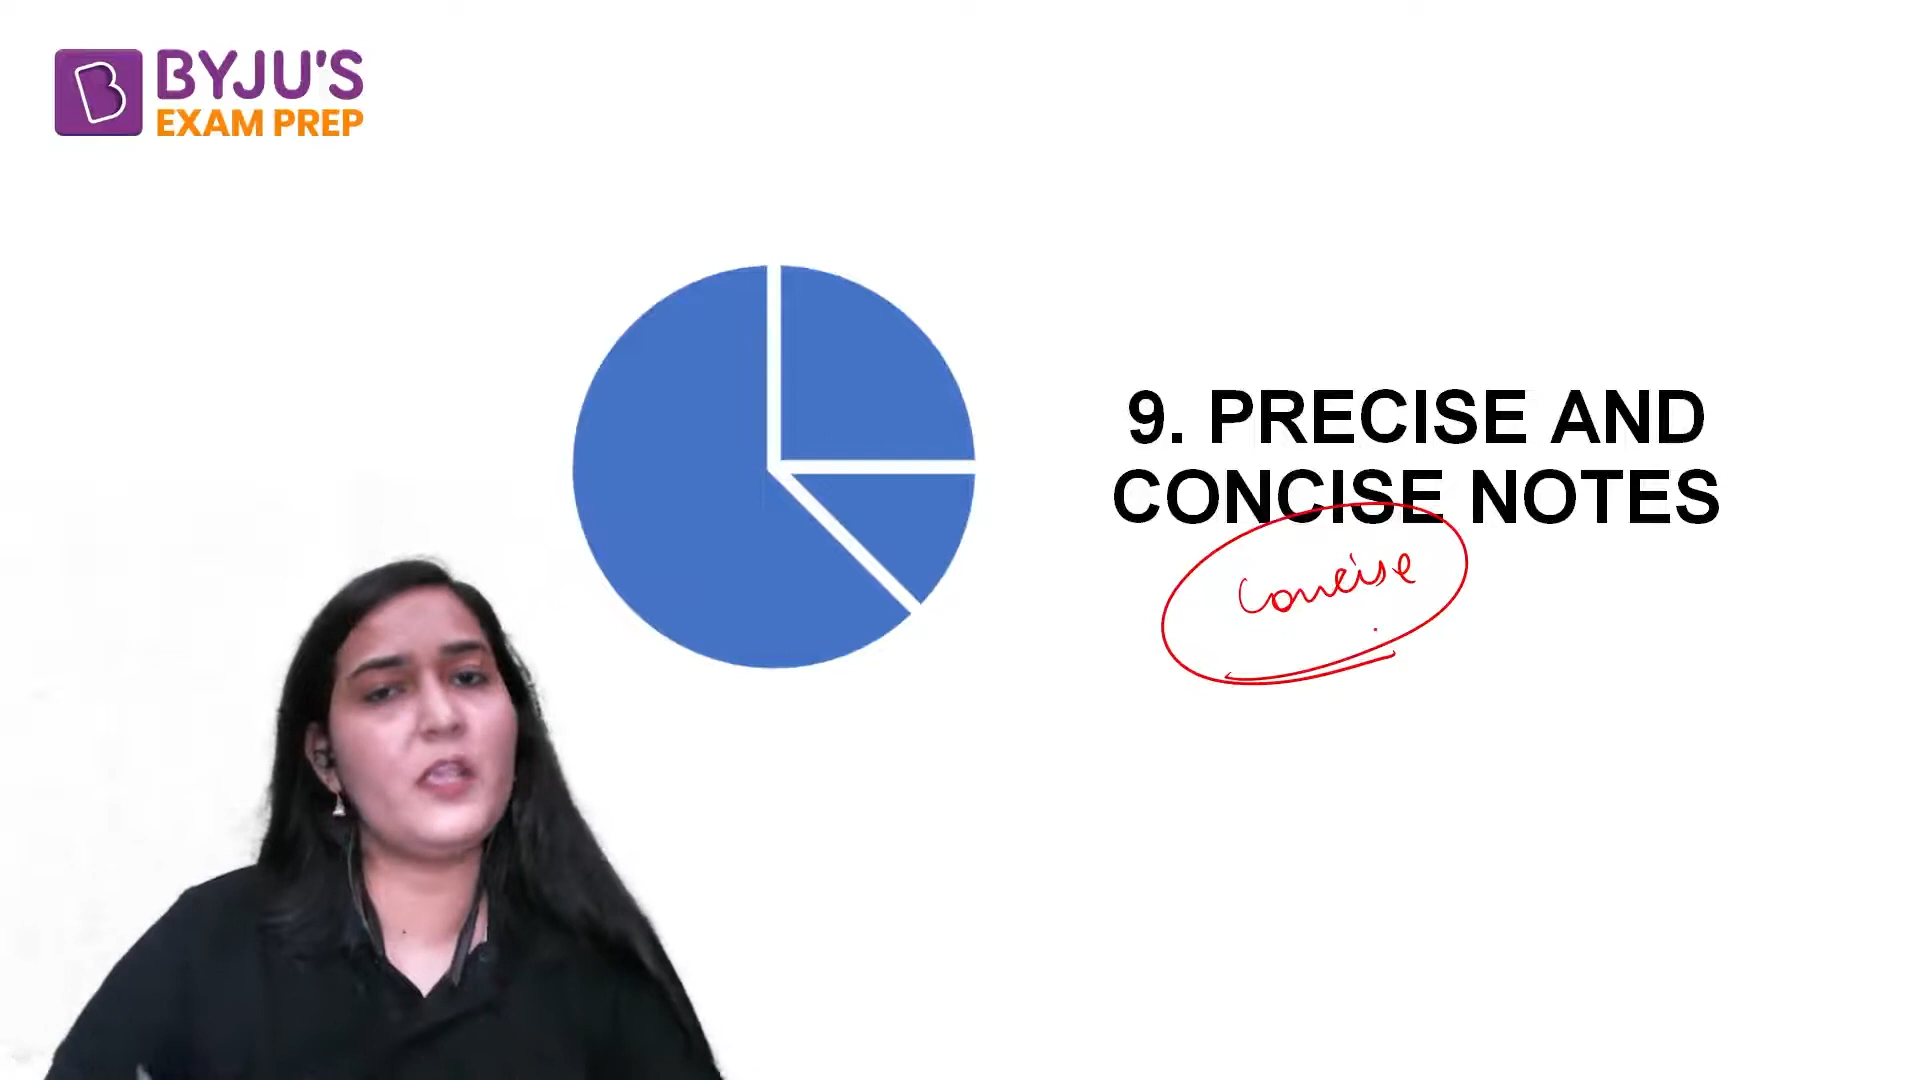 BYJU'S
EXAM PREP
9. PRECISE AND
CONCISE NOTES
Concise